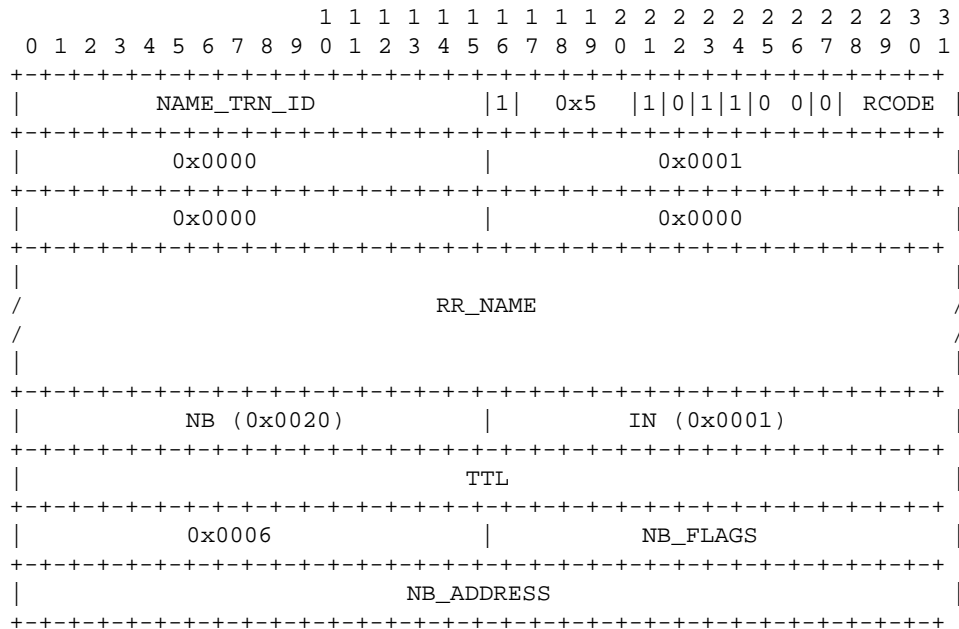 1 1 1 1 1 1 1 1 1 1 2 2 2 2 2 2 2 2 2 2 3 3
 0 1 2 3 4 5 6 7 8 9 0 1 2 3 4 5 6 7 8 9 0 1 2 3 4 5 6 7 8 9 0 1
+-+-+-+-+-+-+-+-+-+-+-+-+-+-+-+-+-+-+-+-+-+-+-+-+-+-+-+-+-+-+-+-+
|         NAME_TRN_ID           |1|  0x5  |1|0|1|1|0 0|0| RCODE |
+-+-+-+-+-+-+-+-+-+-+-+-+-+-+-+-+-+-+-+-+-+-+-+-+-+-+-+-+-+-+-+-+
|          0x0000               |           0x0001              |
+-+-+-+-+-+-+-+-+-+-+-+-+-+-+-+-+-+-+-+-+-+-+-+-+-+-+-+-+-+-+-+-+
|          0x0000               |           0x0000              |
+-+-+-+-+-+-+-+-+-+-+-+-+-+-+-+-+-+-+-+-+-+-+-+-+-+-+-+-+-+-+-+-+
|                                                               |
/                            RR_NAME                            /
/                                                               /
|                                                               |
+-+-+-+-+-+-+-+-+-+-+-+-+-+-+-+-+-+-+-+-+-+-+-+-+-+-+-+-+-+-+-+-+
|           NB (0x0020)         |         IN (0x0001)           |
+-+-+-+-+-+-+-+-+-+-+-+-+-+-+-+-+-+-+-+-+-+-+-+-+-+-+-+-+-+-+-+-+
|                              TTL                              |
+-+-+-+-+-+-+-+-+-+-+-+-+-+-+-+-+-+-+-+-+-+-+-+-+-+-+-+-+-+-+-+-+
|           0x0006              |          NB_FLAGS             |
+-+-+-+-+-+-+-+-+-+-+-+-+-+-+-+-+-+-+-+-+-+-+-+-+-+-+-+-+-+-+-+-+
|                          NB_ADDRESS                           |
+-+-+-+-+-+-+-+-+-+-+-+-+-+-+-+-+-+-+-+-+-+-+-+-+-+-+-+-+-+-+-+-+